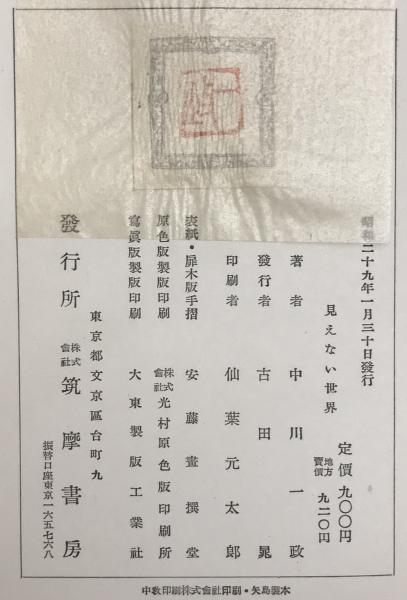 昭和二十九年一月三十日發行
見えない世界
定價 九〇〇円
地方賣價 九二〇円
著者 中川一政
發行者 古田晁
印刷者 仙葉元太郎
表紙・扉木版手摺 安藤畫撰堂
原色版製版印刷 株式會社 光村原色版印刷所
寫眞版製版印刷 大東製版工業社
東京都文京區台町九
發行所 株式會社 筑摩書房
振替口座東京一六五七六八
中教印刷株式會社印刷・矢島製本